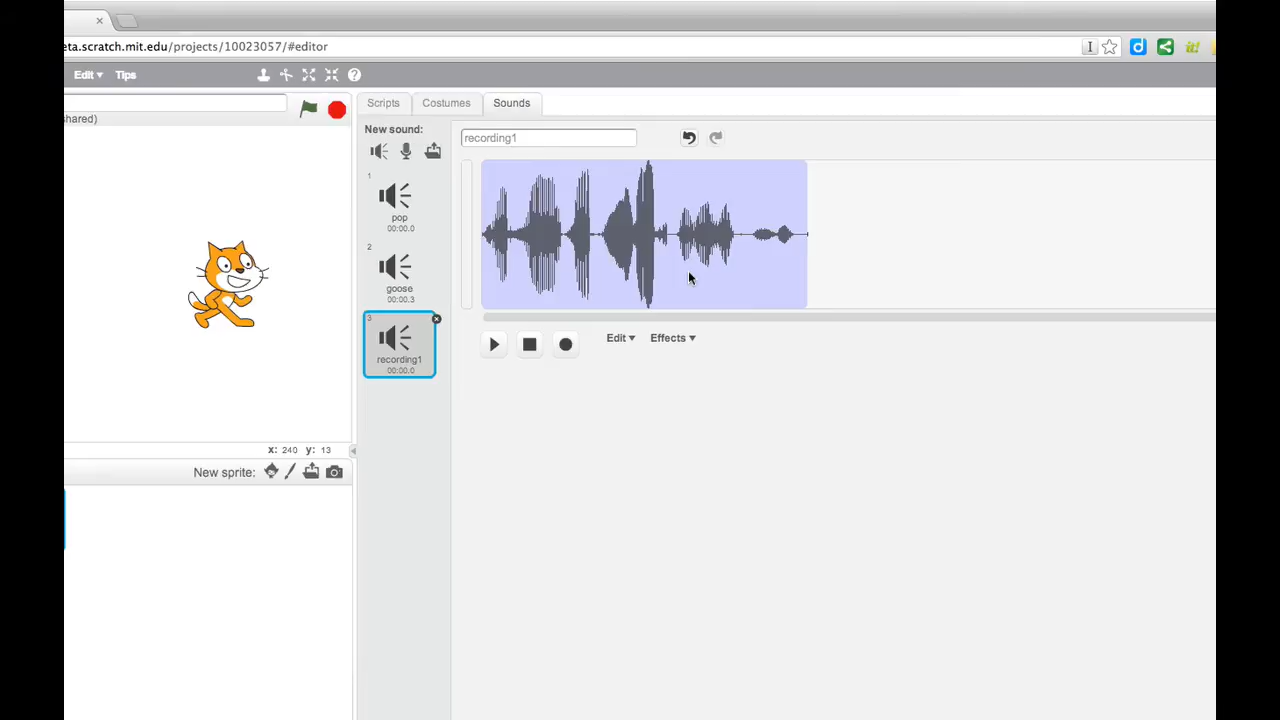 eta.scratch.mit.edu/projects/10023057/#editor
Edit Tips
Scripts Costumes Sounds
shared)
New sound:
recording1
1
pop
00:00.0
2
goose
00:00.3
3
recording1
00:00.0
Edit Effects
x: 240 y: 13
New sprite: